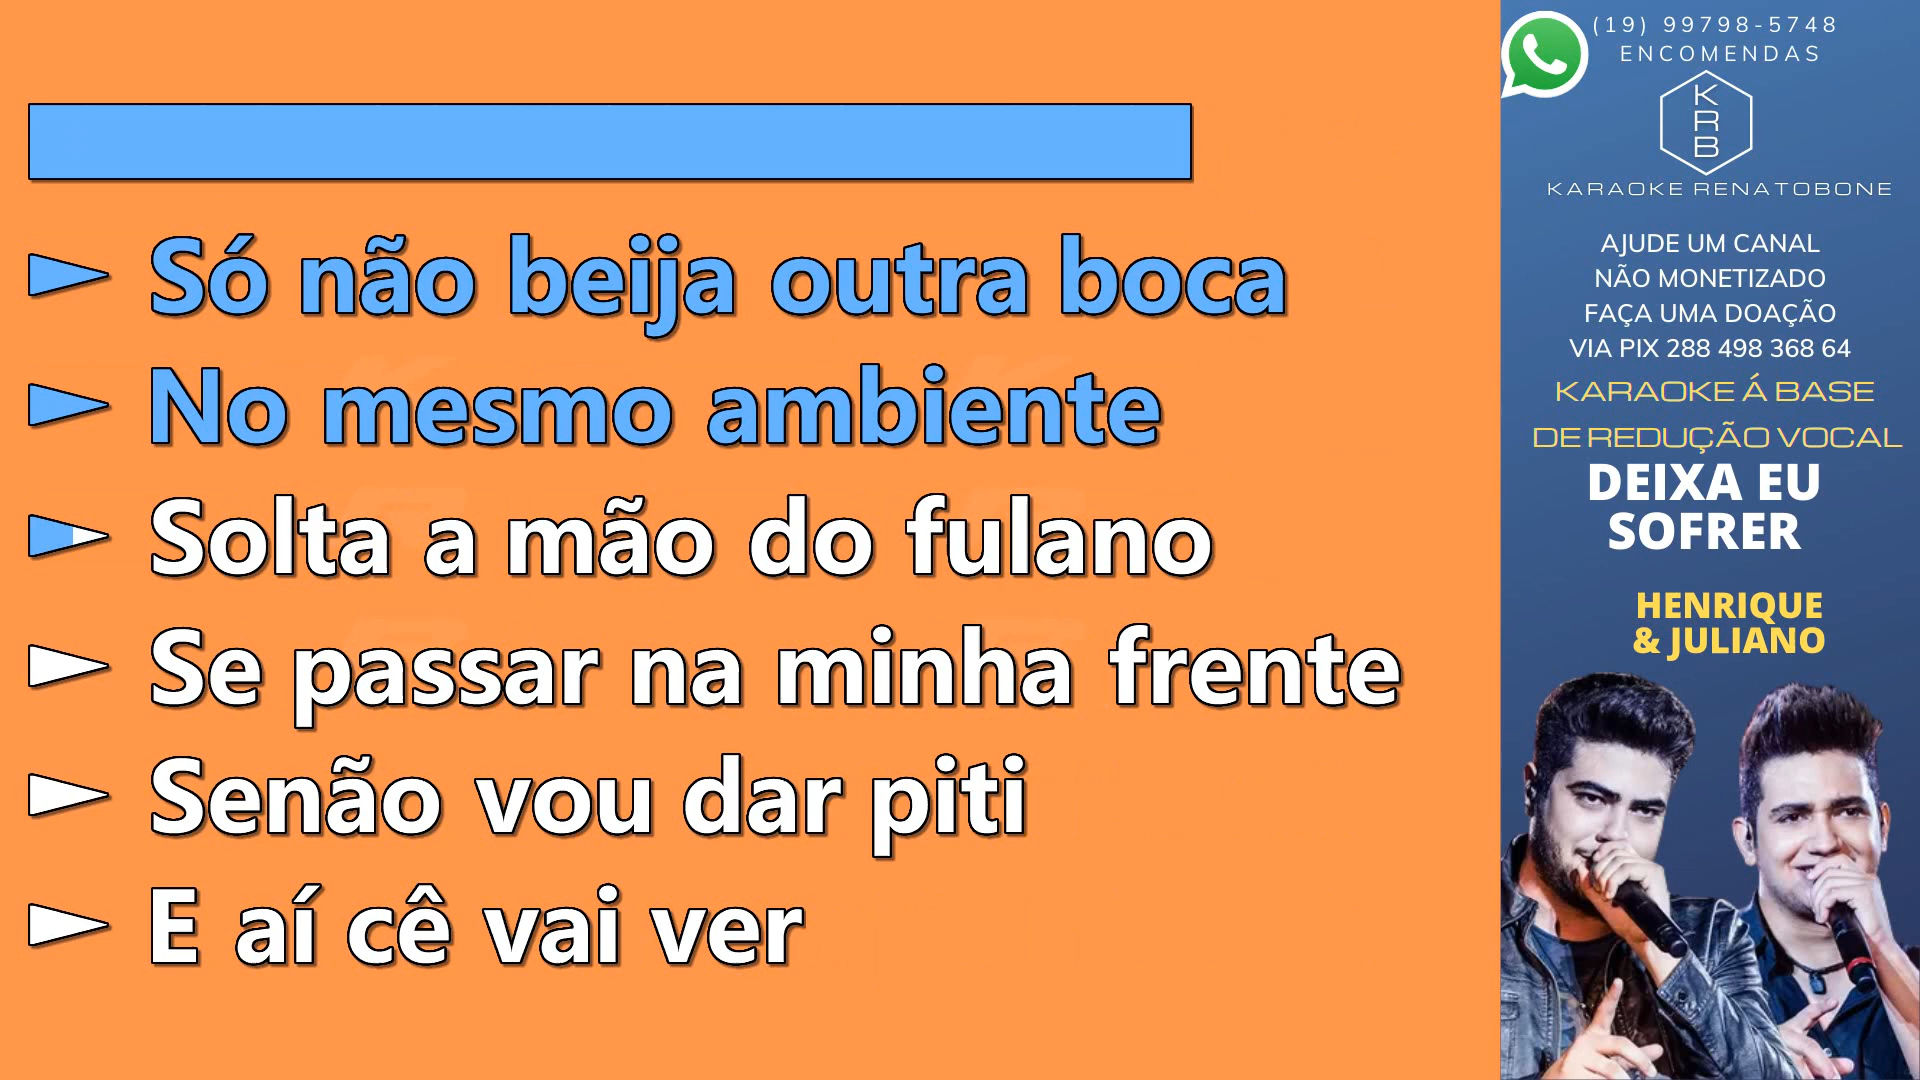 Só não beija outra boca
No mesmo ambiente
Solta a mão do fulano
Se passar na minha frente
Senão vou dar piti
E aí cê vai ver
(19) 99798-5748
ENCOMENDAS
K
R
B
KARAOKE RENATOBONE
AJUDE UM CANAL
NÃO MONETIZADO
FAÇA UMA DOAÇÃO
VIA PIX 288 498 368 64
KARAOKE Á BASE
DE REDUÇÃO VOCAL
DEIXA EU
SOFRER
HENRIQUE
& JULIANO